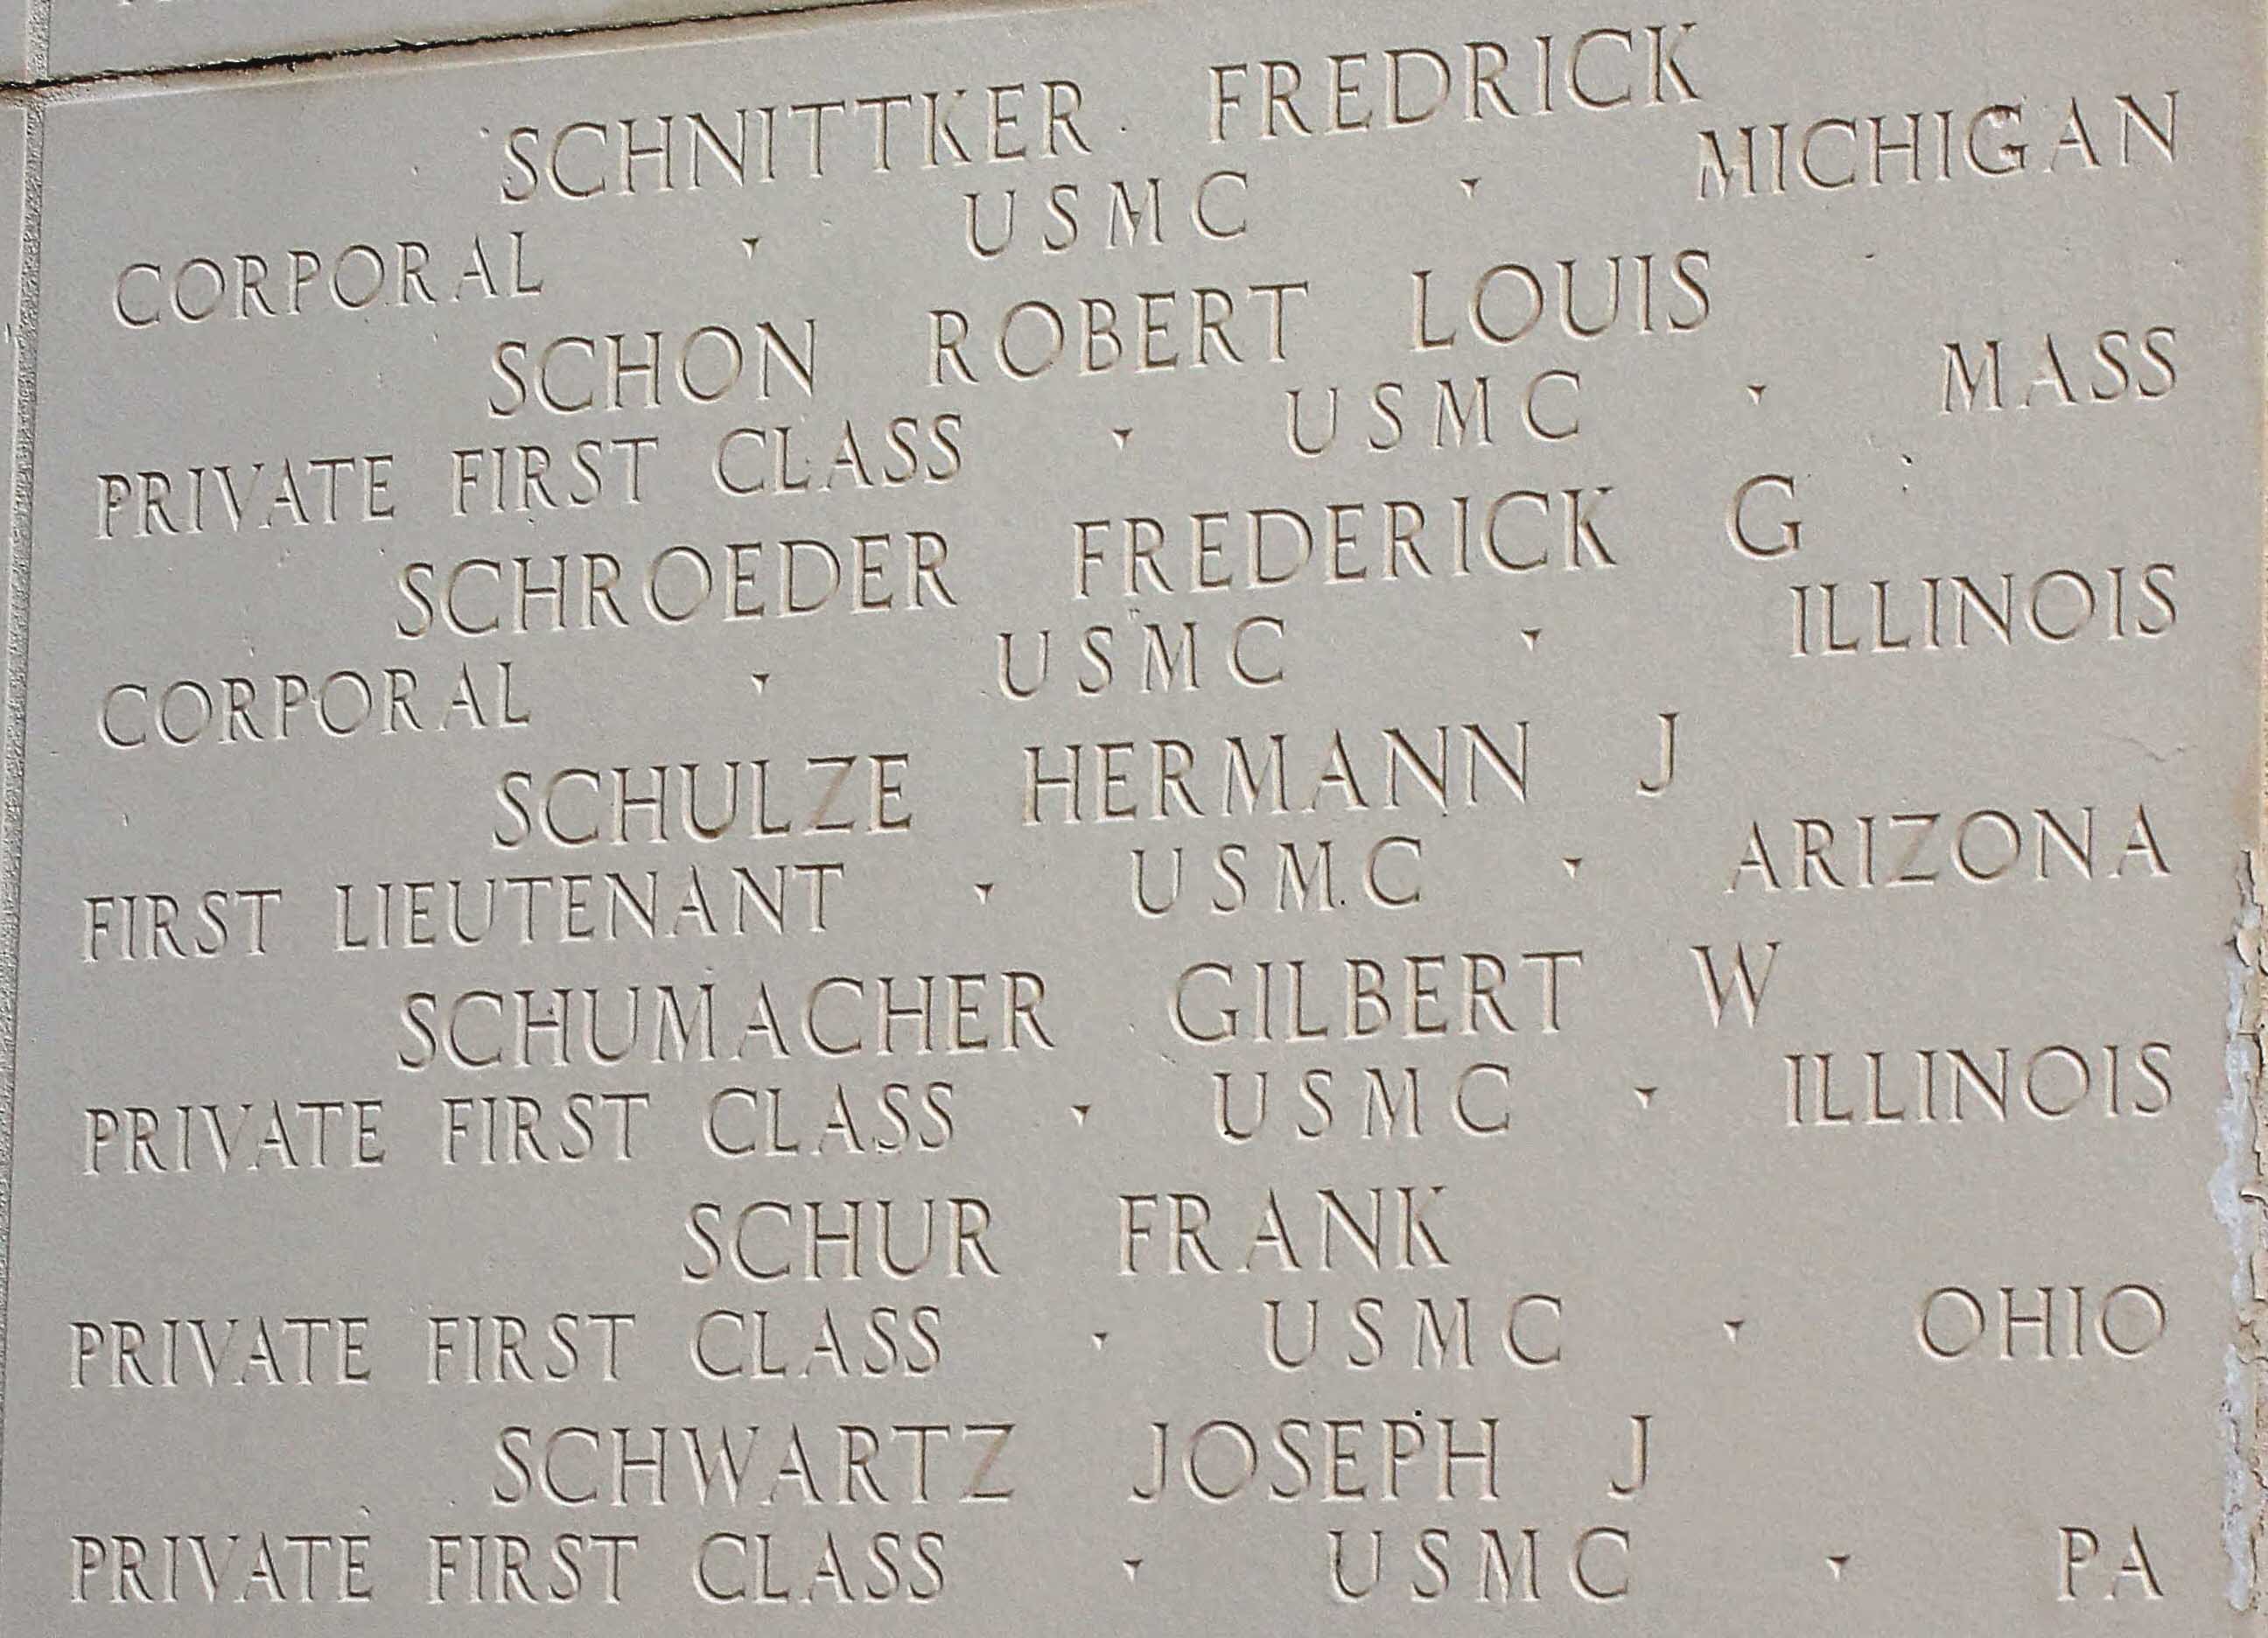 SCHNITTKER FREDRICK
CORPORAL ▾ USMC ▾ MICHIGAN
SCHON ROBERT LOUIS
PRIVATE FIRST CLASS ▾ USMC ▾ MASS
SCHROEDER FREDERICK G
CORPORAL ▾ USMC ▾ ILLINOIS
SCHULZE HERMANN J
FIRST LIEUTENANT ▾ USMC ▾ ARIZONA
SCHUMACHER GILBERT W
PRIVATE FIRST CLASS ▾ USMC ▾ ILLINOIS
SCHUR FRANK
PRIVATE FIRST CLASS ▾ USMC ▾ OHIO
SCHWARTZ JOSEPH J
PRIVATE FIRST CLASS ▾ USMC ▾ PA